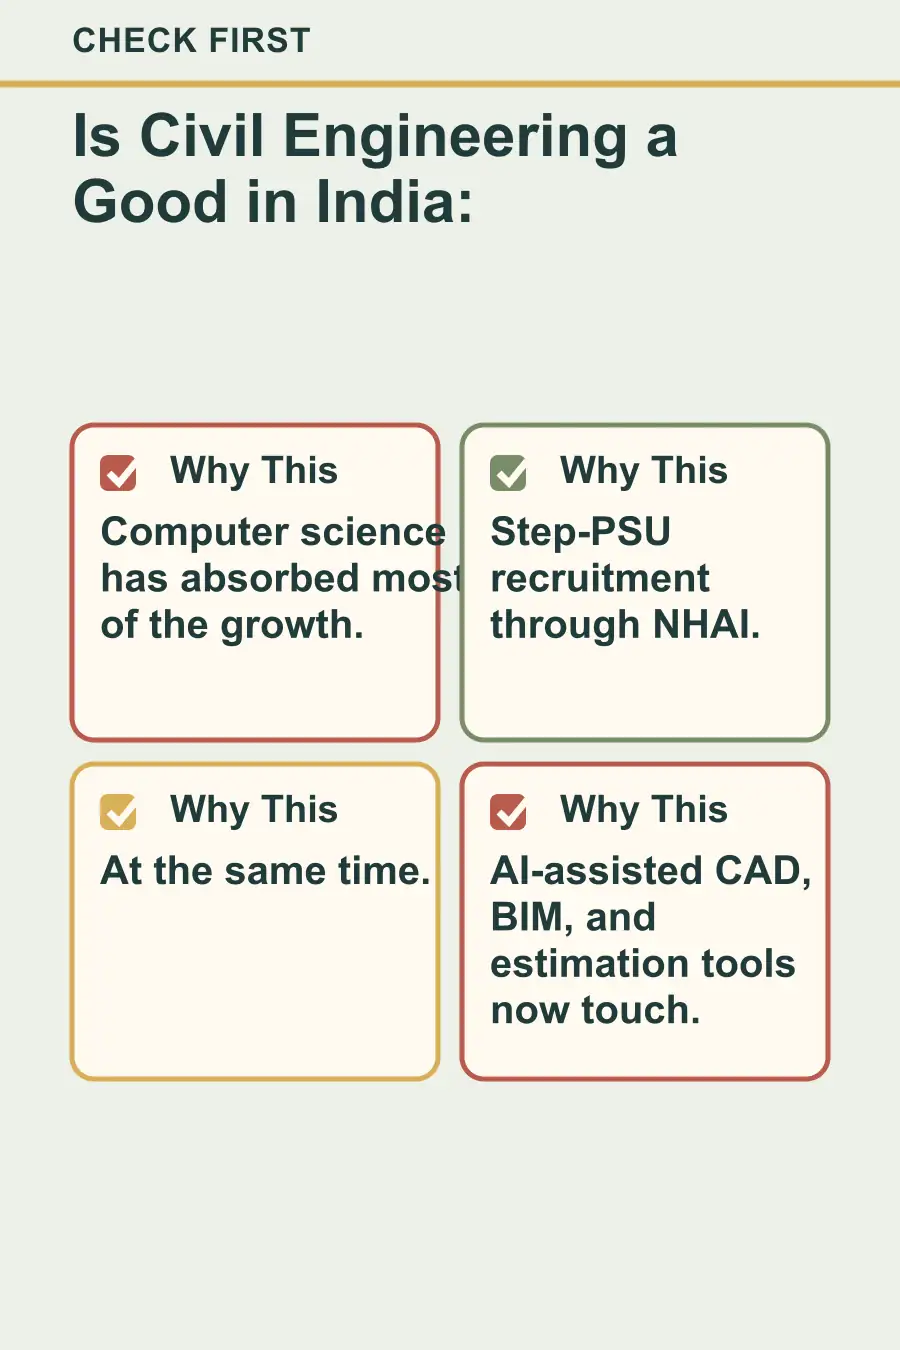 CHECK FIRST
Is Civil Engineering a
Good in India:
Why This
Computer science
has absorbed most
of the growth.
Why This
Step-PSU
recruitment
through NHAI.
Why This
At the same time.
Why This
AI-assisted CAD,
BIM, and
estimation tools
now touch.